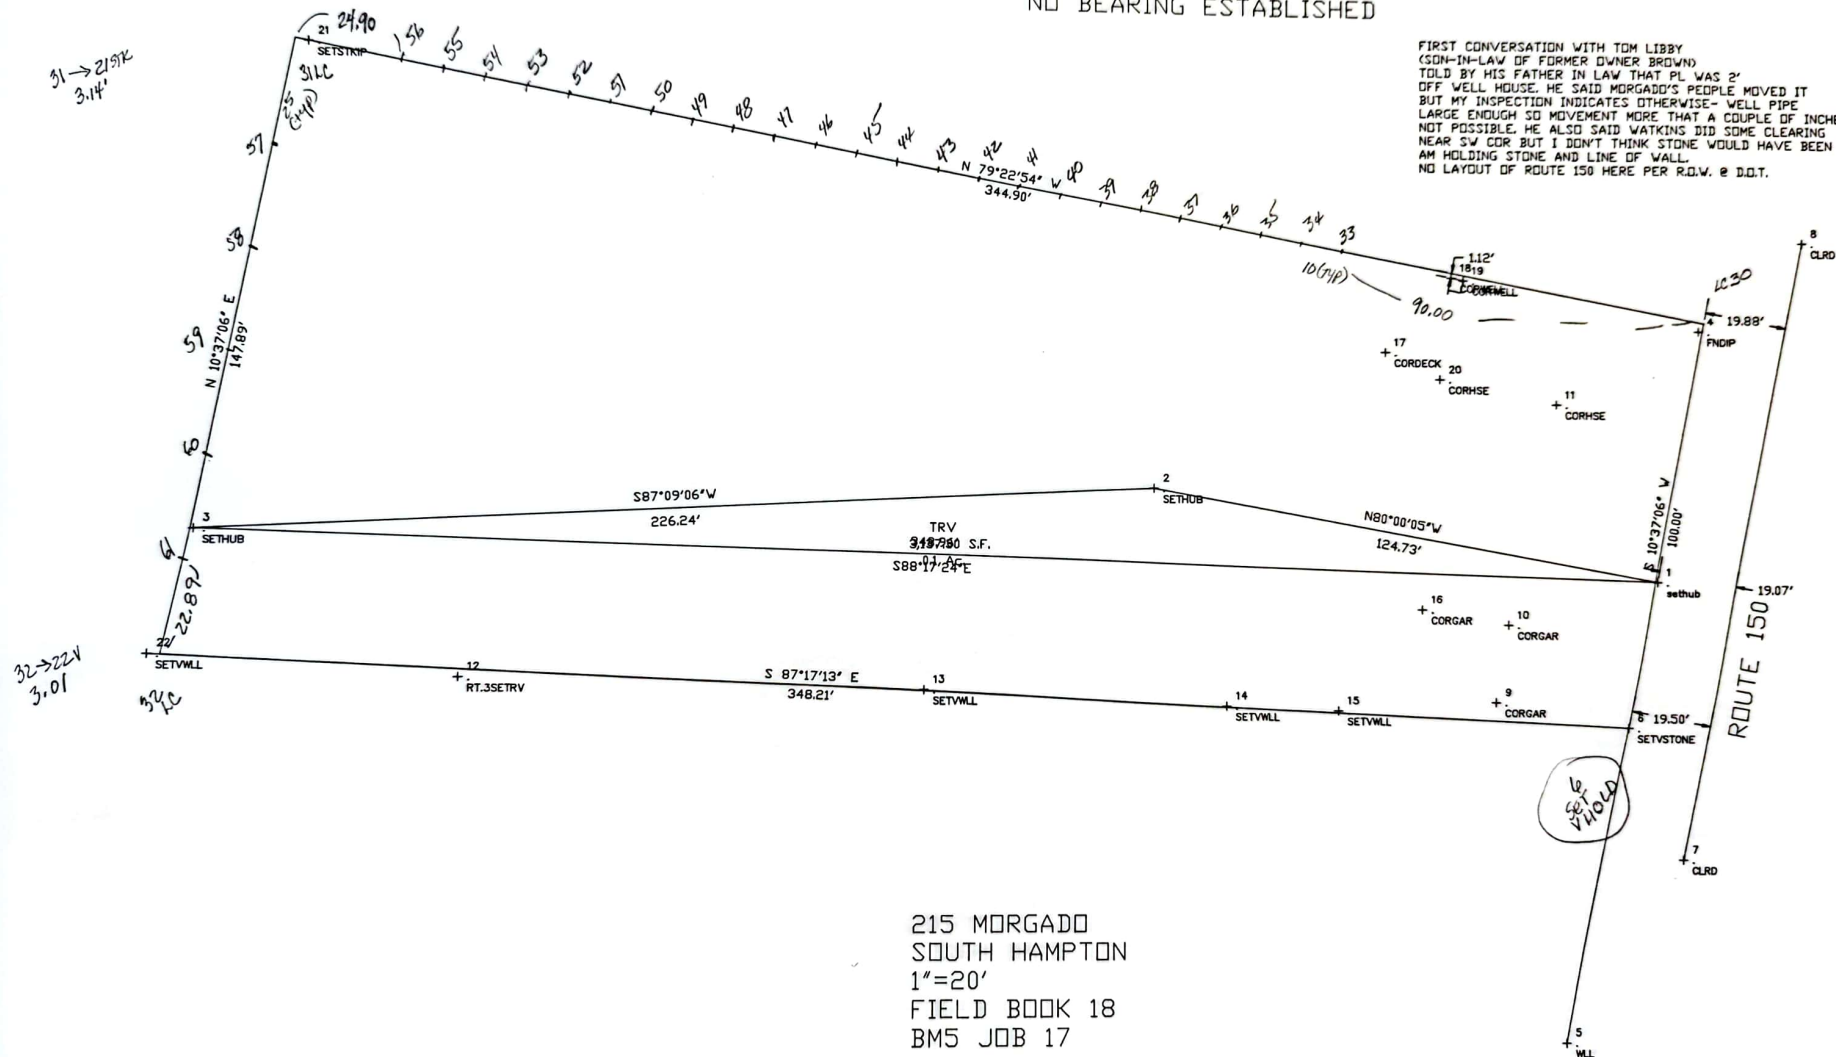 NO BEARING ESTABLISHED
FIRST CONVERSATION WITH TOM LIBBY
(SON-IN-LAW OF FORMER OWNER BROWN)
TOLD BY HIS FATHER IN LAW THAT PL WAS 2'
OFF WELL HOUSE. HE SAID MORGADO'S PEOPLE MOVED IT
BUT MY INSPECTION INDICATES OTHERWISE- WELL PIPE
LARGE ENOUGH SO MOVEMENT MORE THAT A COUPLE OF INCHE
NOT POSSIBLE. HE ALSO SAID WATKINS DID SOME CLEARING
NEAR SW COR BUT I DON'T THINK STONE WOULD HAVE BEEN
AM HOLDING STONE AND LINE OF WALL.
NO LAYOUT OF ROUTE 150 HERE PER R.O.W. @ D.O.T.
31→21STK
3.14'
21
24.90
SETSTKIP
31LC
25
(TYP)
56
55
54
53
52
51
50
49
48
47
46
45
44
43
42
41
40
39
38
37
36
35
34
33
N 79°22'54" W
344.90'
57
58
59
60
61
N 10°37'06" E
147.89'
10(TYP)
90.00
1.12'
18
19
CORWELL
LC30
8
CLRD
4
19.88'
FNDIP
17
CORDECK
20
CORHSE
11
CORHSE
S 10°37'06" W
100.00'
2
SETHUB
S87°09'06"W
226.24'
N80°00'05"W
124.73'
3
SETHUB
TRV
S.F.
S88°17'24"E
1
sethub
19.07'
ROUTE 150
16
CORGAR
10
CORGAR
22.89
22
SETVWLL
32→22V
3.01
32LC
12
RT.3SETRV
S 87°17'13" E
348.21'
13
SETVWLL
14
SETVWLL
15
SETVWLL
9
CORGAR
19.50'
6
SETVSTONE
6
SET
V HOLD
7
CLRD
5
WLL
215 MORGADO
SOUTH HAMPTON
1"=20'
FIELD BOOK 18
BM5 JOB 17